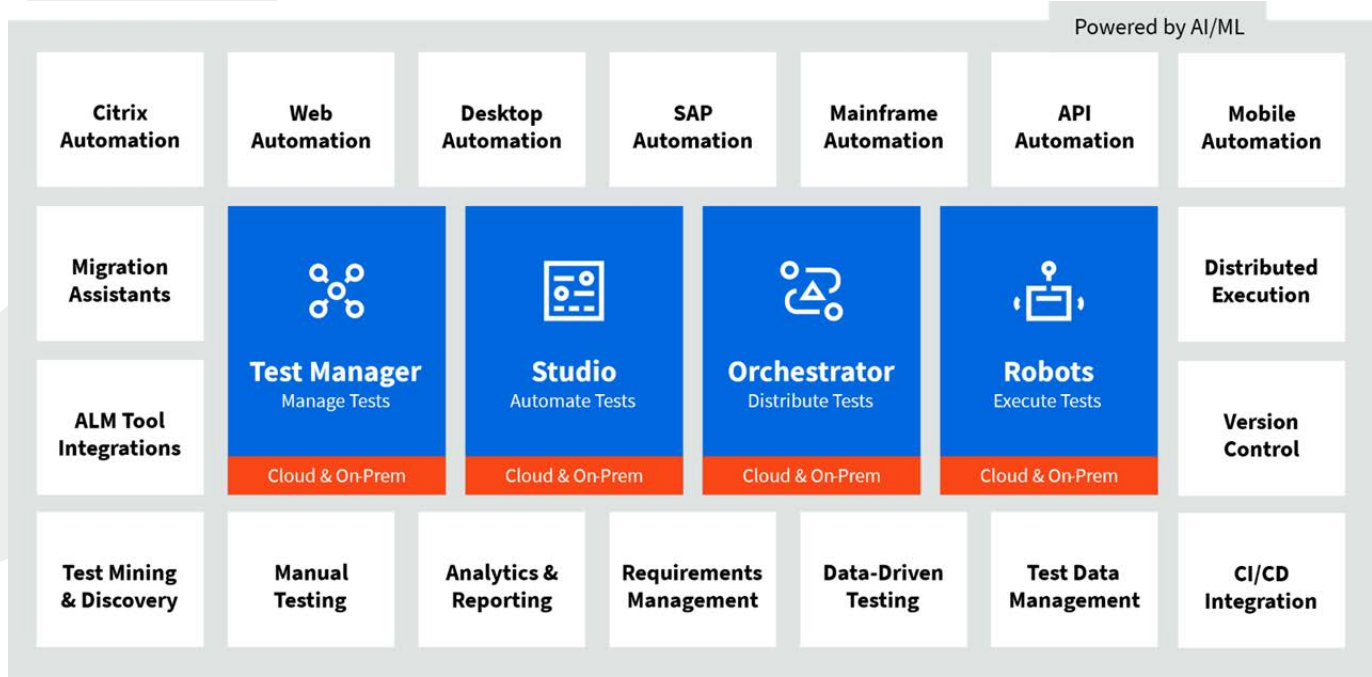 Powered by AI/ML
Citrix
Automation
Web
Automation
Desktop
Automation
SAP
Automation
Mainframe
Automation
API
Automation
Mobile
Automation
Migration
Assistants
Test Manager
Manage Tests
Cloud & On-Prem
Studio
Automate Tests
Cloud & On-Prem
Orchestrator
Distribute Tests
Cloud & On-Prem
Robots
Execute Tests
Cloud & On-Prem
Distributed
Execution
ALM Tool
Integrations
Version
Control
Test Mining
& Discovery
Manual
Testing
Analytics &
Reporting
Requirements
Management
Data-Driven
Testing
Test Data
Management
CI/CD
Integration